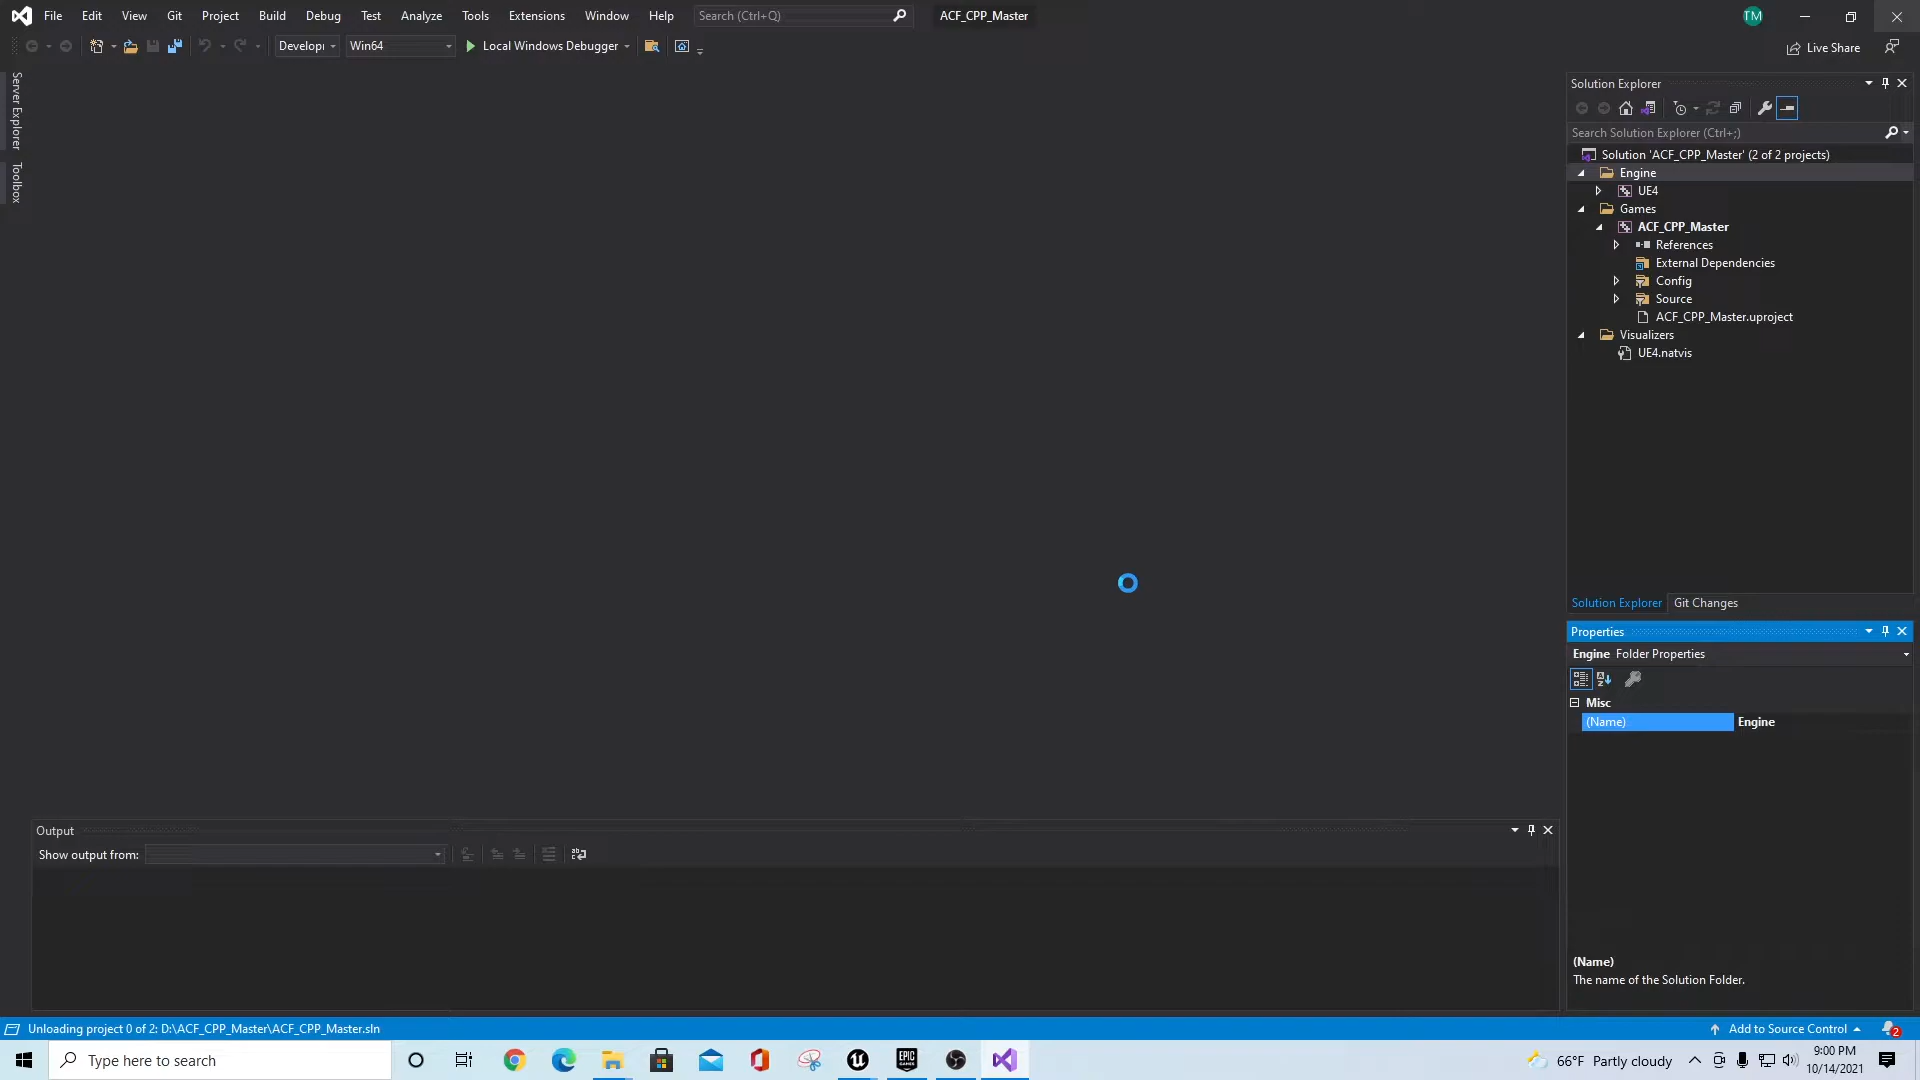 File Edit View Git Project Build Debug Test Analyze Tools Extensions Window Help Search (Ctrl+Q) ACF_CPP_Master TM
Develop Win64 Local Windows Debugger Live Share
Server Explorer
Toolbox
Solution Explorer
Search Solution Explorer (Ctrl+;)
Solution 'ACF_CPP_Master' (2 of 2 projects)
Engine
UE4
Games
ACF_CPP_Master
References
External Dependencies
Config
Source
ACF_CPP_Master.uproject
Visualizers
UE4.natvis
Solution Explorer Git Changes
Properties
Engine Folder Properties
Misc
(Name) Engine
(Name)
The name of the Solution Folder.
Output
Show output from:
Unloading project 0 of 2: D:\ACF_CPP_Master\ACF_CPP_Master.sln
Add to Source Control 2
Type here to search
EPIC GAMES
66°F Partly cloudy
9:00 PM
10/14/2021